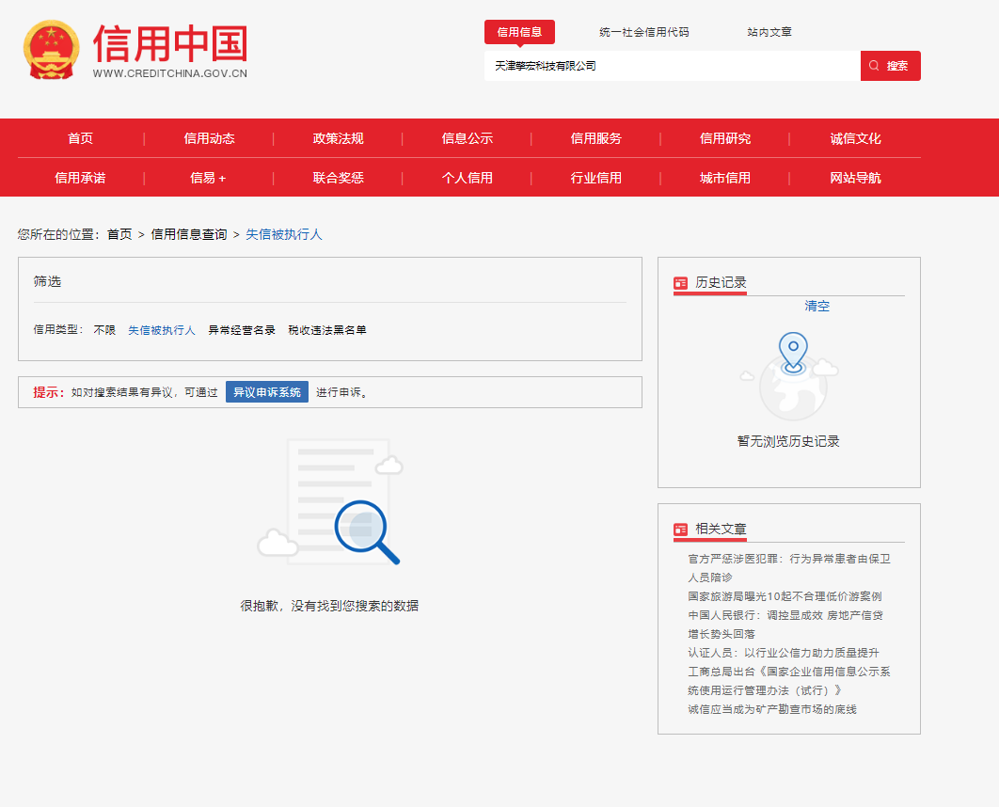 信用中国
WWW.CREDITCHINA.GOV.CN
信用信息 统一社会信用代码 站内文章
天津擎宏科技有限公司 搜索
首页 | 信用动态 | 政策法规 | 信息公示 | 信用服务 | 信用研究 | 诚信文化
信用承诺 | 信易+ | 联合奖惩 | 个人信用 | 行业信用 | 城市信用 | 网站导航
您所在的位置：首页 > 信用信息查询 > 失信被执行人
筛选
信用类型： 不限 失信被执行人 异常经营名录 税收违法黑名单
提示：如对搜索结果有异议，可通过 异议申诉系统 进行申诉。
很抱歉，没有找到您搜索的数据
历史记录
清空
暂无浏览历史记录
相关文章
官方严惩涉医犯罪：行为异常患者由保卫
人员陪诊
国家旅游局曝光10起不合理低价游案例
中国人民银行：调控显成效 房地产信贷
增长势头回落
认证人员：以行业公信力助力质量提升
工商总局出台《国家企业信用信息公示系
统使用运行管理办法（试行）》
诚信应当成为矿产勘查市场的底线